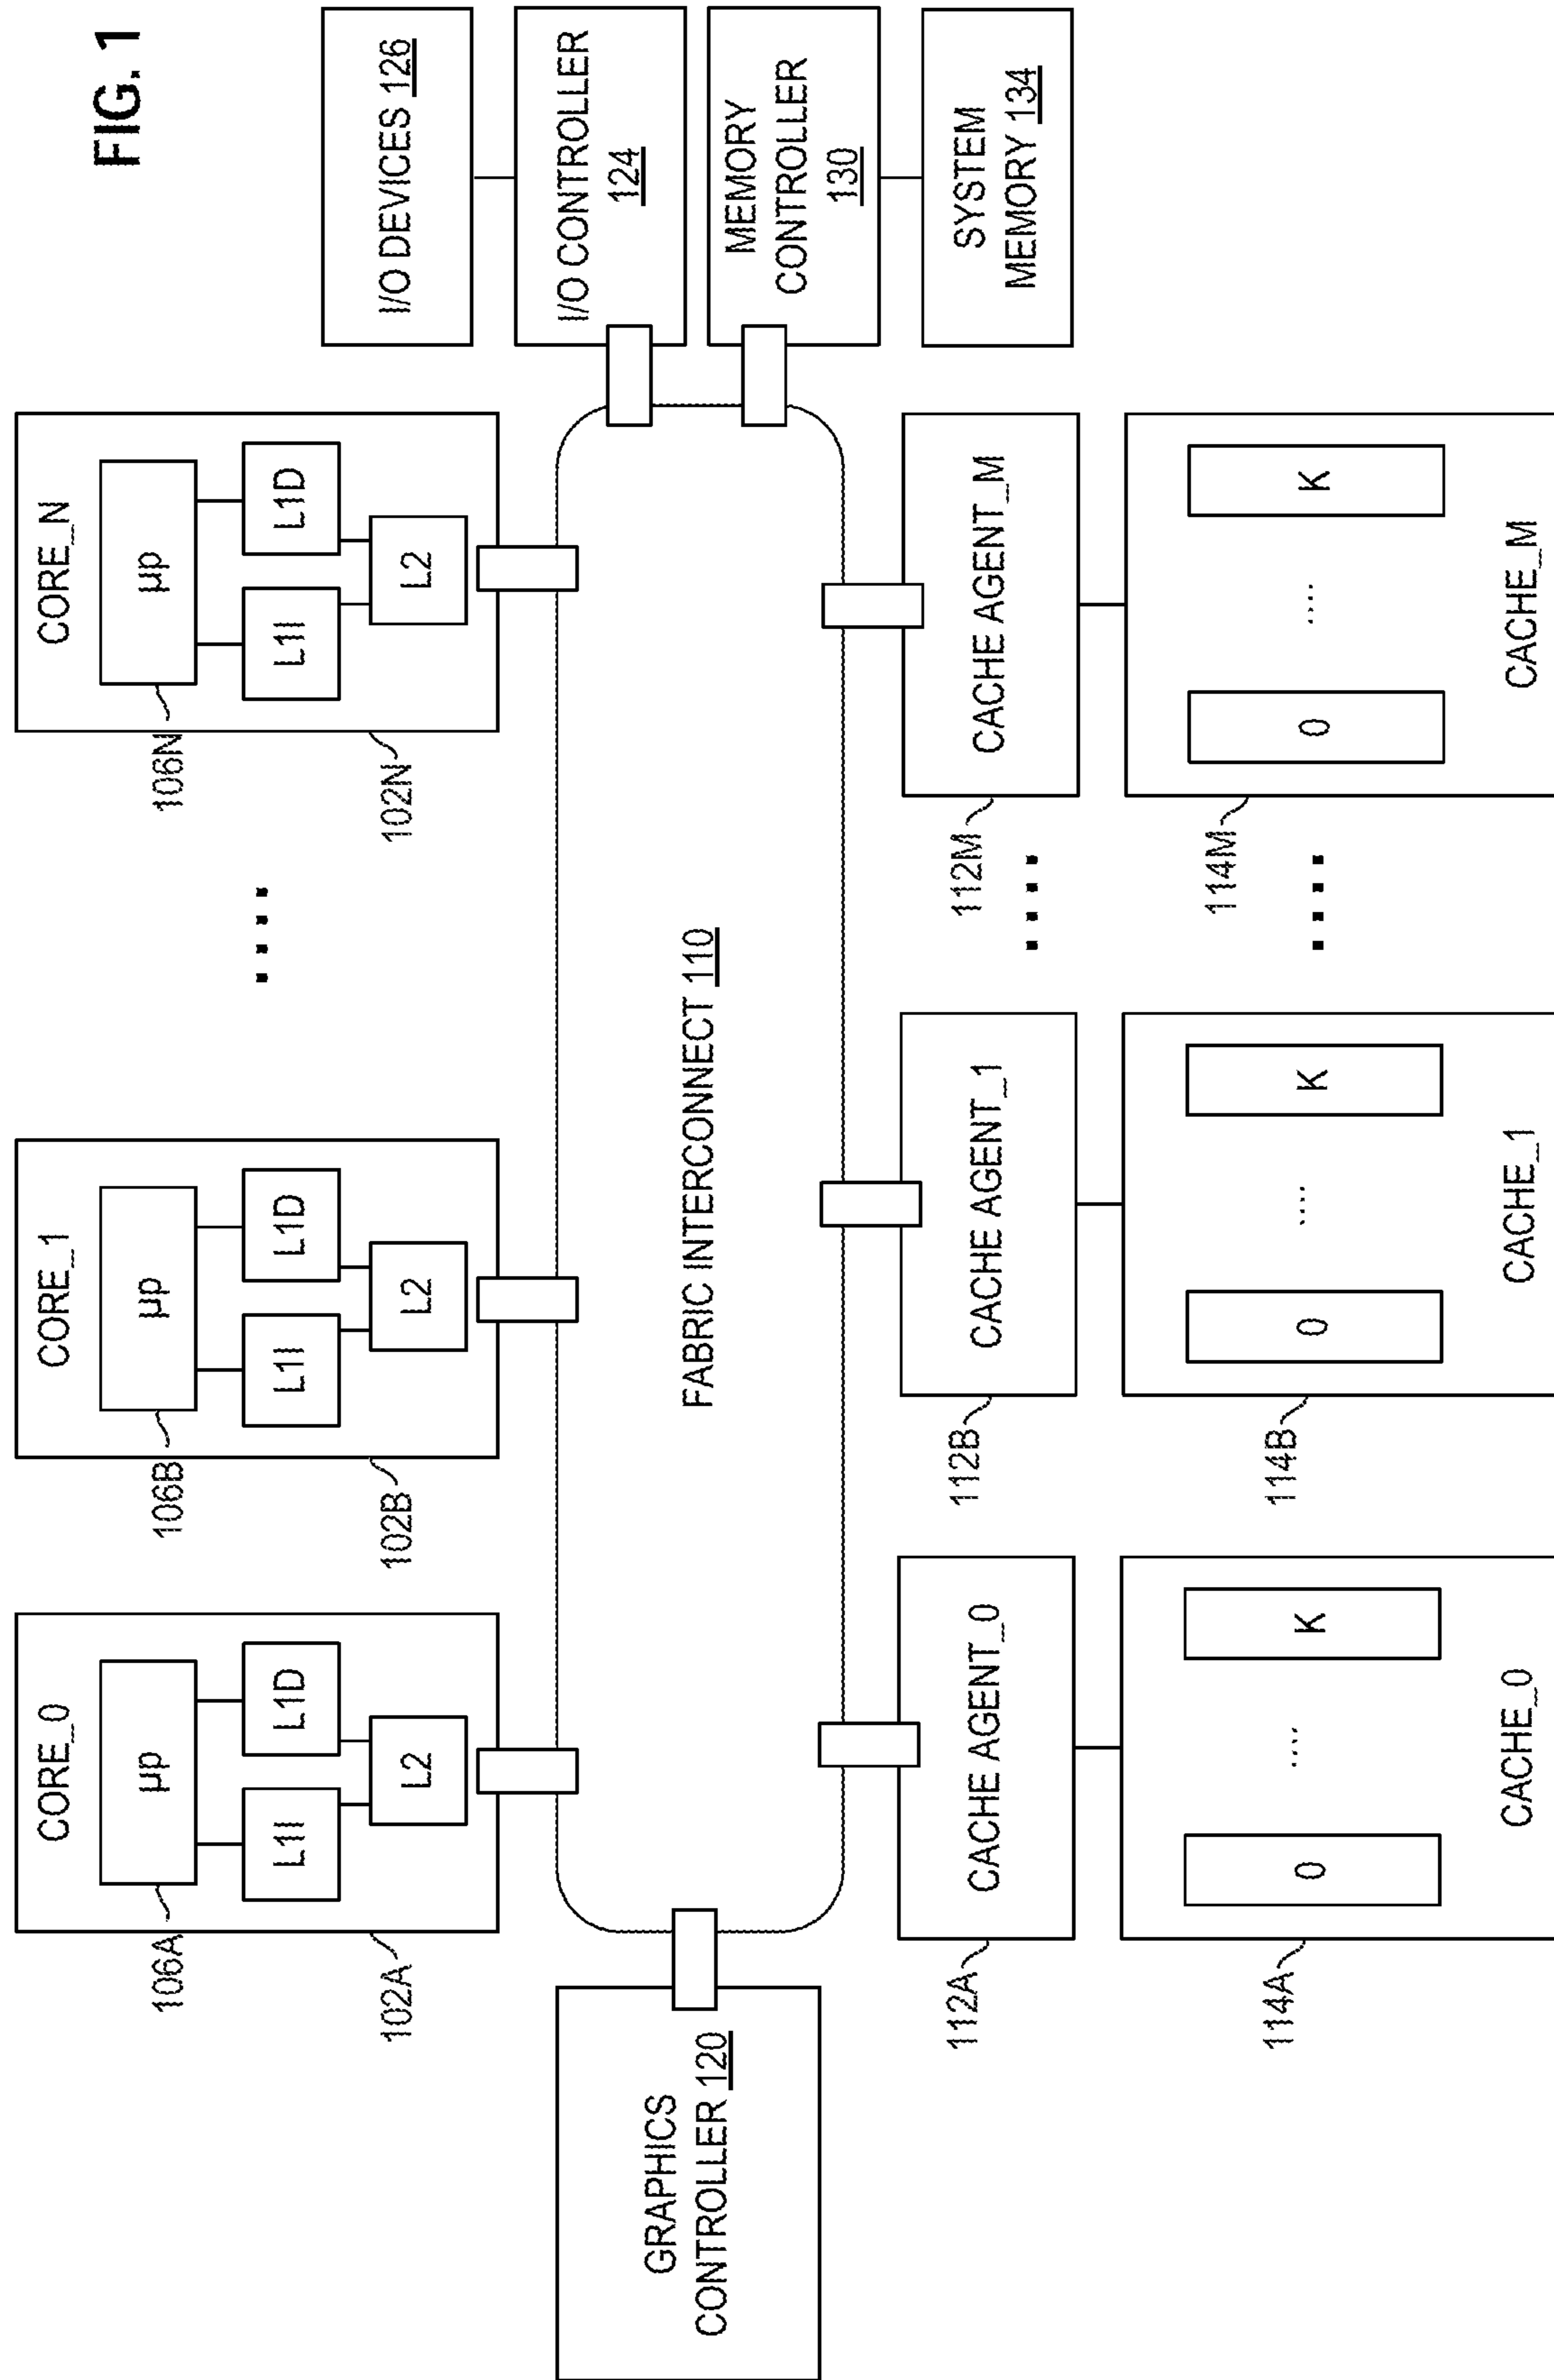 FIG. 1
CORE_0
µp
L1I
L1D
L2
106A
102A
CORE_1
µp
L1I
L1D
L2
106B
102B
....
CORE_N
µp
L1I
L1D
L2
106N
102N
GRAPHICS
CONTROLLER 120
FABRIC INTERCONNECT 110
I/O DEVICES 126
I/O CONTROLLER
124
MEMORY
CONTROLLER
130
SYSTEM
MEMORY 134
CACHE AGENT_0
112A
0
....
K
CACHE_0
114A
CACHE AGENT_1
112B
0
....
K
CACHE_1
114B
....
....
CACHE AGENT_M
112M
0
....
K
CACHE_M
114M